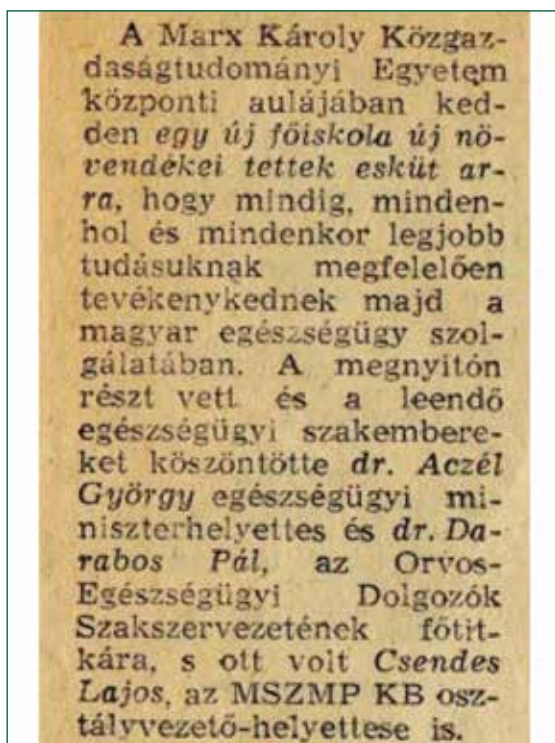 A Marx Károly Közgaz-
daságtudományi Egyetem
központi aulájában ked-
den egy új főiskola új nö-
vendékei tettek esküt ar-
ra, hogy mindig, minden-
hol és mindenkor legjobb
tudásuknak megfelelően
tevékenykednek majd a
magyar egészségügy szol-
gálatában. A megnyitón
részt vett és a leendő
egészségügyi szakembere-
ket köszöntötte dr. Aczél
György egészségügyi mi-
niszterhelyettes és dr. Da-
rabos Pál, az Orvos-
Egészségügyi Dolgozók
Szakszervezetének főtit-
kára, s ott volt Csendes
Lajos, az MSZMP KB osz-
tályvezető-helyettese is.